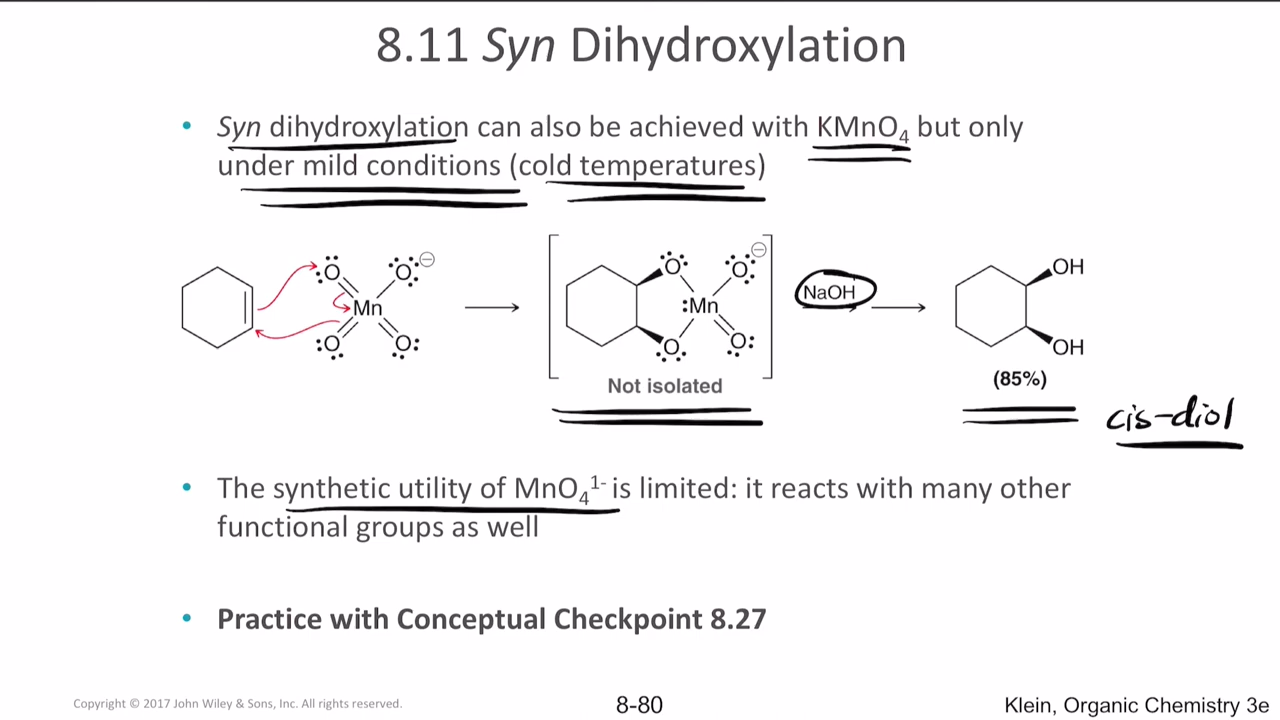 8.11 Syn Dihydroxylation
• Syn dihydroxylation can also be achieved with KMnO₄ but only
under mild conditions (cold temperatures)
O O⊖
Mn
O O
O O⊖
:Mn
O O
Not isolated
NaOH
OH
OH
(85%)
cis-diol
• The synthetic utility of MnO₄¹⁻ is limited: it reacts with many other
functional groups as well
• Practice with Conceptual Checkpoint 8.27
Copyright © 2017 John Wiley & Sons, Inc. All rights reserved.
8-80
Klein, Organic Chemistry 3e